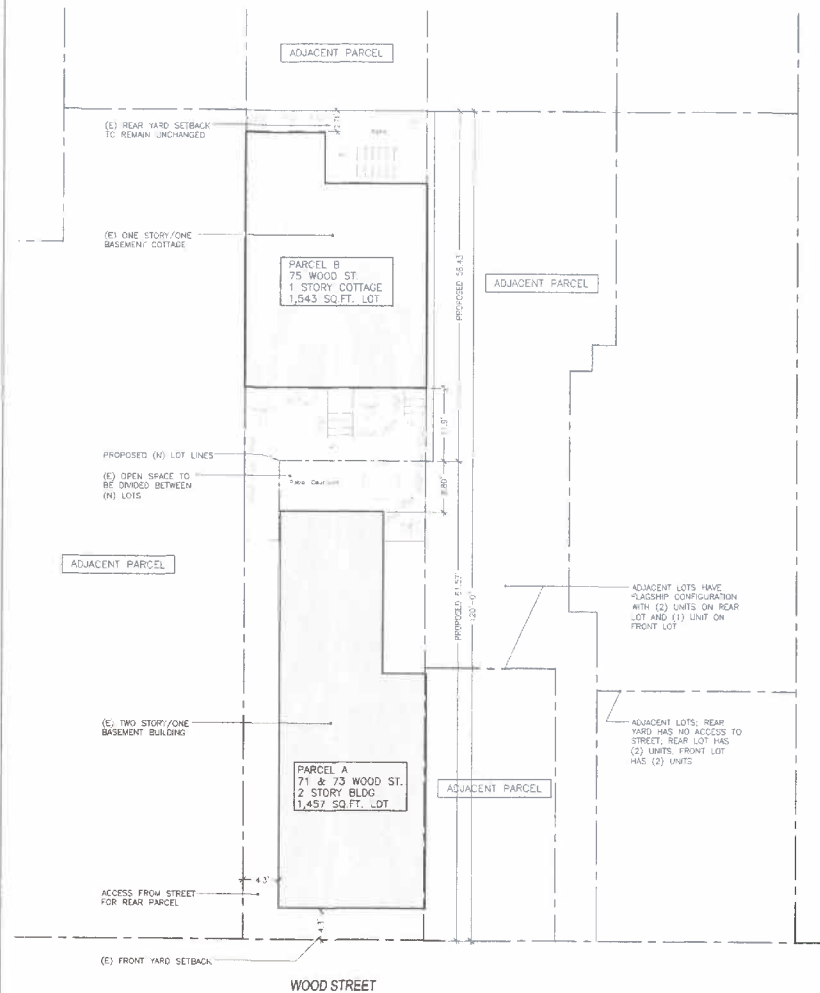 ADJACENT PARCEL
(E) REAR YARD SETBACK
TO REMAIN UNCHANGED
(E) ONE STORY/ONE
BASEMENT COTTAGE
PARCEL B
75 WOOD ST.
1 STORY COTTAGE
1,543 SQ.FT. LOT
PROPOSED 58.43'
ADJACENT PARCEL
11.9'
PROPOSED (N) LOT LINES
(E) OPEN SPACE TO
BE DIVIDED BETWEEN
(N) LOTS
ADJACENT PARCEL
PROPOSED 61.57'
120'-0"
ADJACENT LOTS HAVE
FLAGSHIP CONFIGURATION
WITH (2) UNITS ON REAR
LOT AND (1) UNIT ON
FRONT LOT
(E) TWO STORY/ONE
BASEMENT BUILDING
ADJACENT LOTS; REAR
YARD HAS NO ACCESS TO
STREET; REAR LOT HAS
(2) UNITS, FRONT LOT
HAS (2) UNITS
PARCEL A
71 & 73 WOOD ST.
2 STORY BLDG
1,457 SQ.FT. LOT
ADJACENT PARCEL
4.3'
ACCESS FROM STREET
FOR REAR PARCEL
4.3'
(E) FRONT YARD SETBACK
WOOD STREET